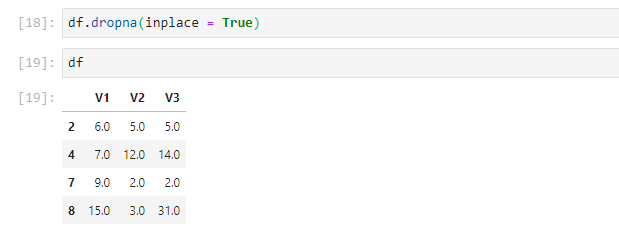 [18]: df.dropna(inplace = True)
[19]: df
[19]: V1 V2 V3
2 6.0 5.0 5.0
4 7.0 12.0 14.0
7 9.0 2.0 2.0
8 15.0 3.0 31.0